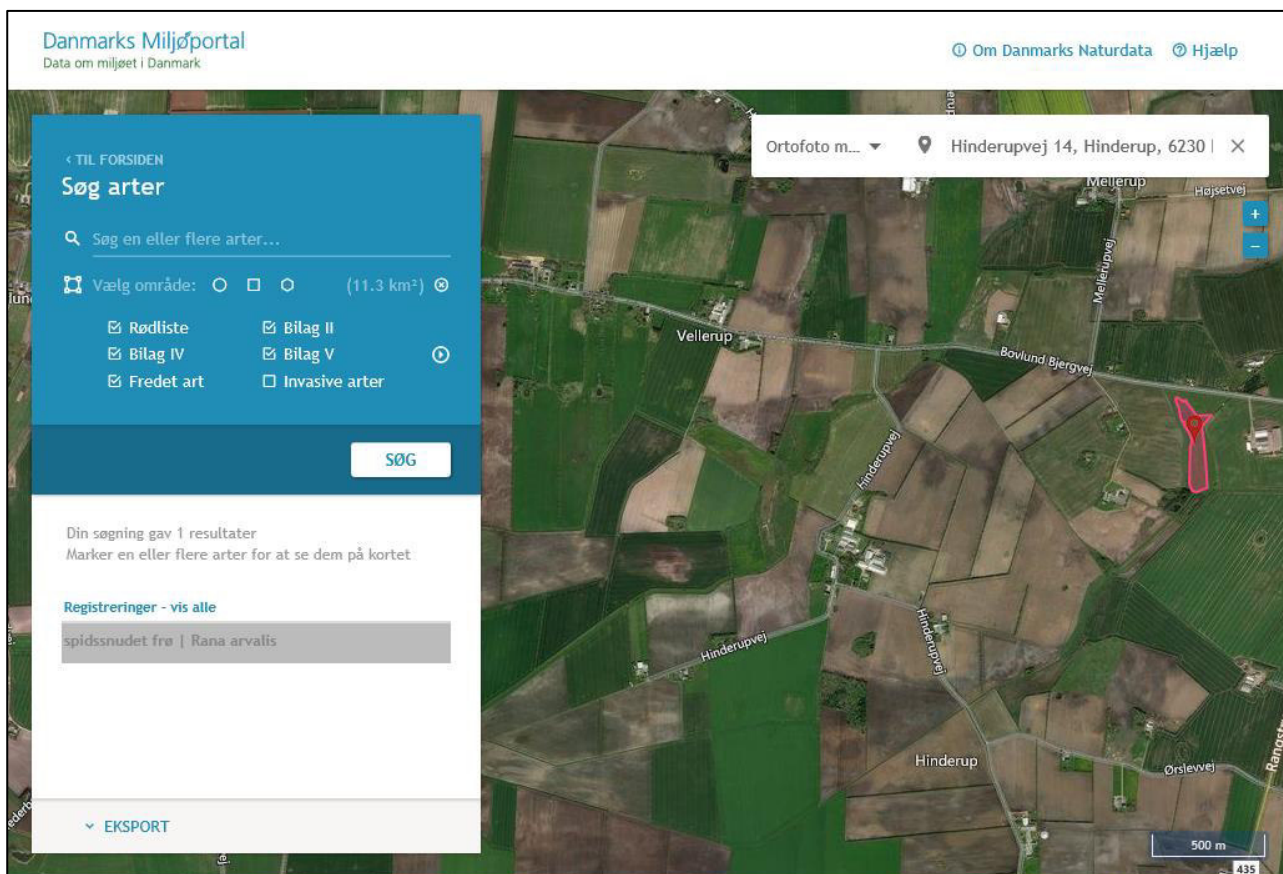 Danmarks Miljøportal
Data om miljøet i Danmark
Om Danmarks Naturdata
Hjælp
‹ TIL FORSIDEN
Søg arter
Søg en eller flere arter...
Vælg område:
(11.3 km²)
Rødliste
Bilag II
Bilag IV
Bilag V
Fredet art
Invasive arter
SØG
Din søgning gav 1 resultater
Marker en eller flere arter for at se dem på kortet
Registreringer - vis alle
spidssnudet frø | Rana arvalis
EKSPORT
Ortofoto m...
Hinderupvej 14, Hinderup, 6230
Mellerup
Højsetvej
+
−
Mellerupvej
Vellerup
Bovlund Bjergvej
Hinderupvej
Hinderupvej
Hinderupvej
Hinderup
Ørslevvej
500 m
435